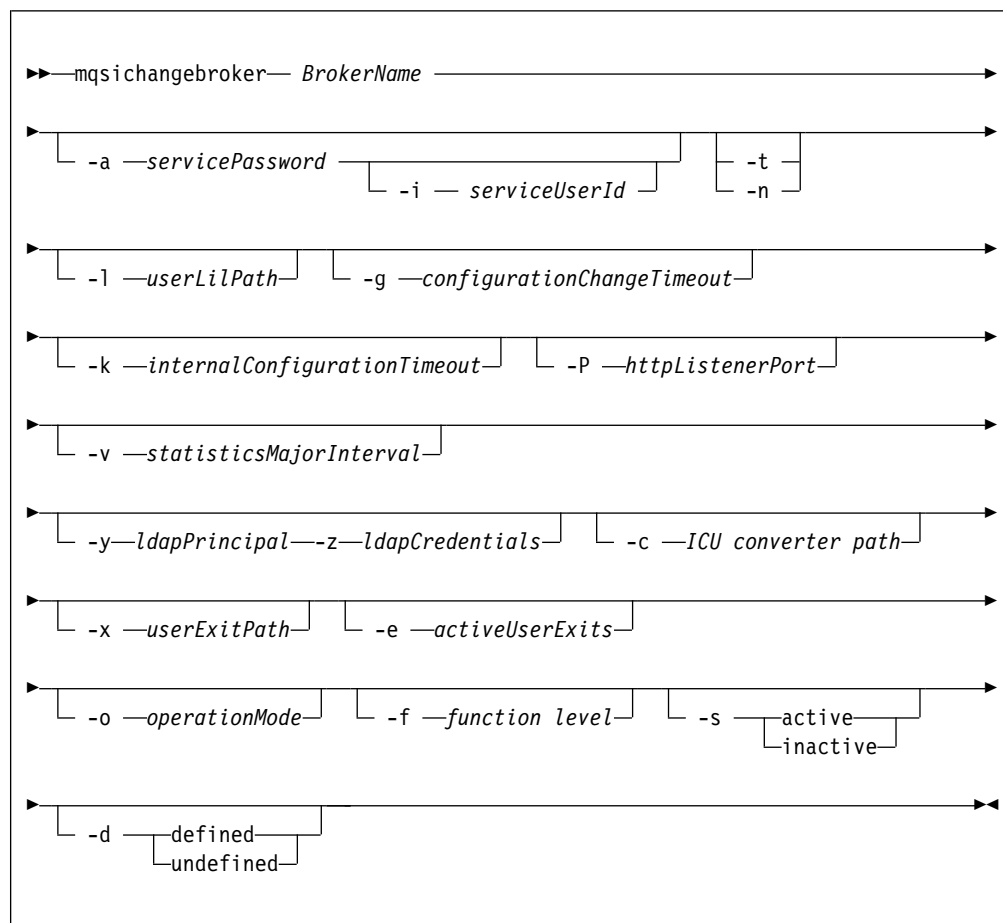 mqsichangebroker BrokerName
-a servicePassword -i serviceUserId -t
-n
-l userLilPath -g configurationChangeTimeout
-k internalConfigurationTimeout -P httpListenerPort
-v statisticsMajorInterval
-y ldapPrincipal -z ldapCredentials -c ICU converter path
-x userExitPath -e activeUserExits
-o operationMode -f function level -s active
inactive
-d defined
undefined